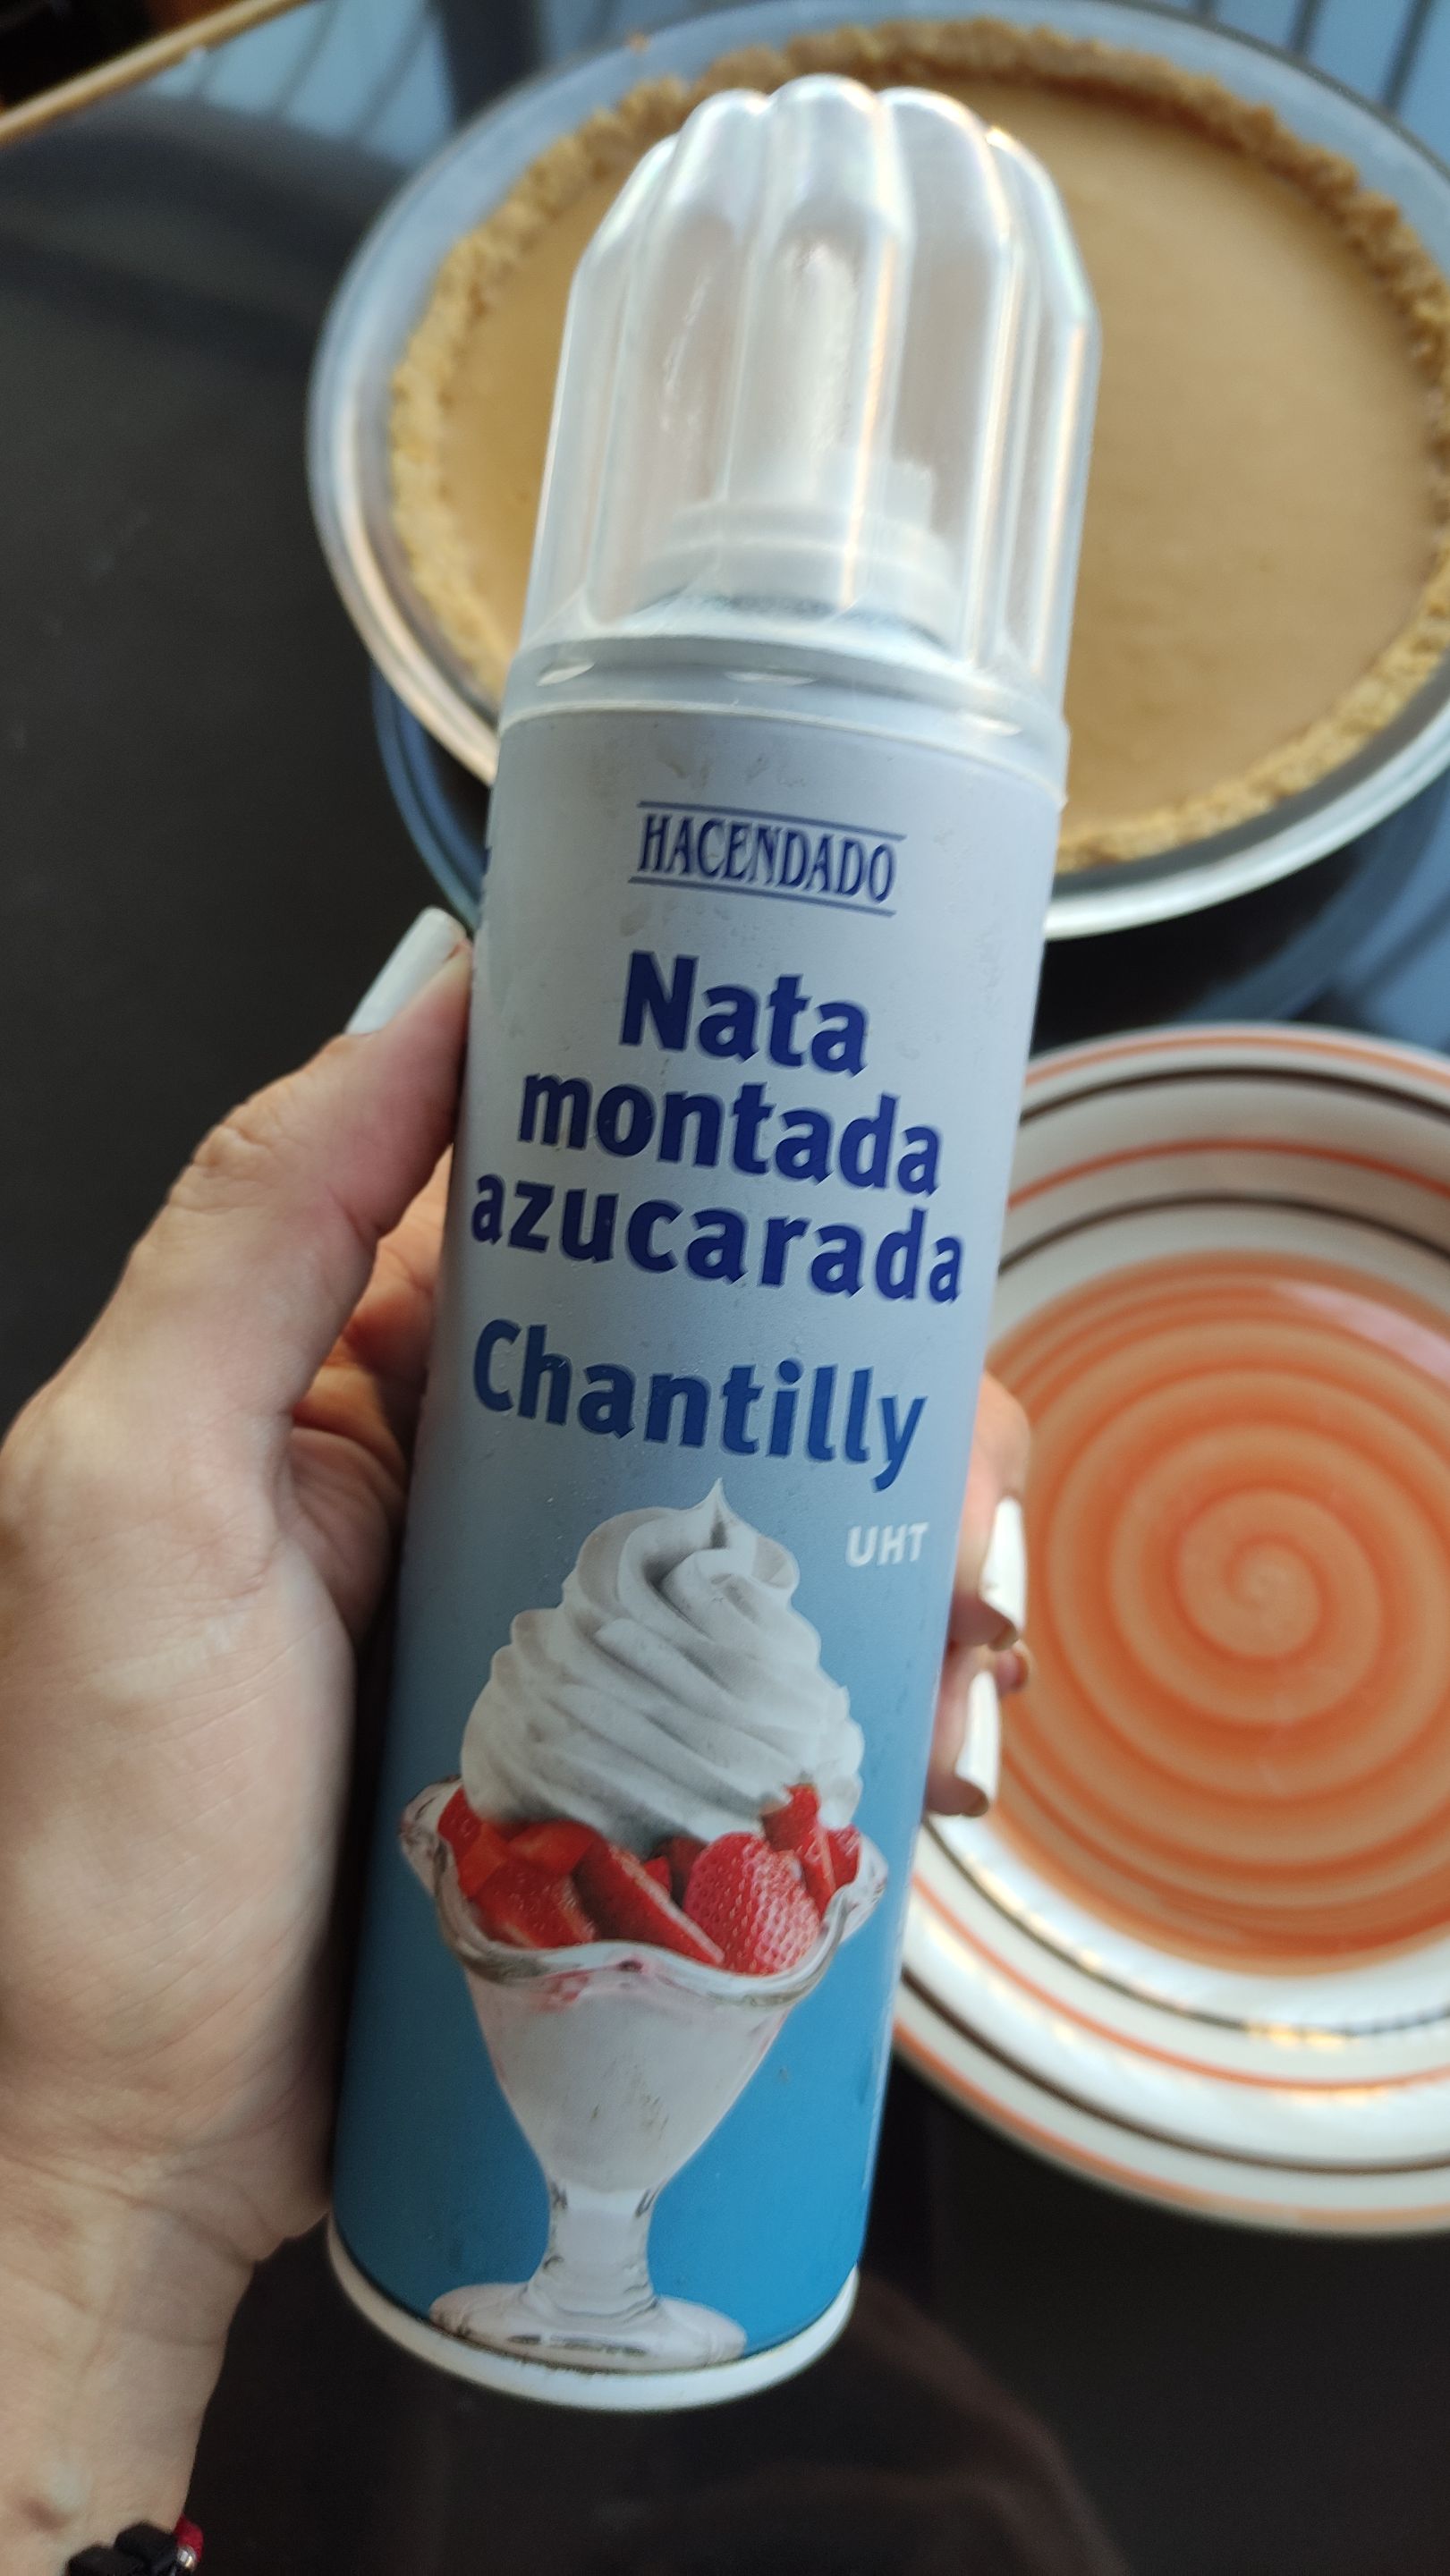 HACENDADO
Nata
montada
azucarada
Chantilly
UHT